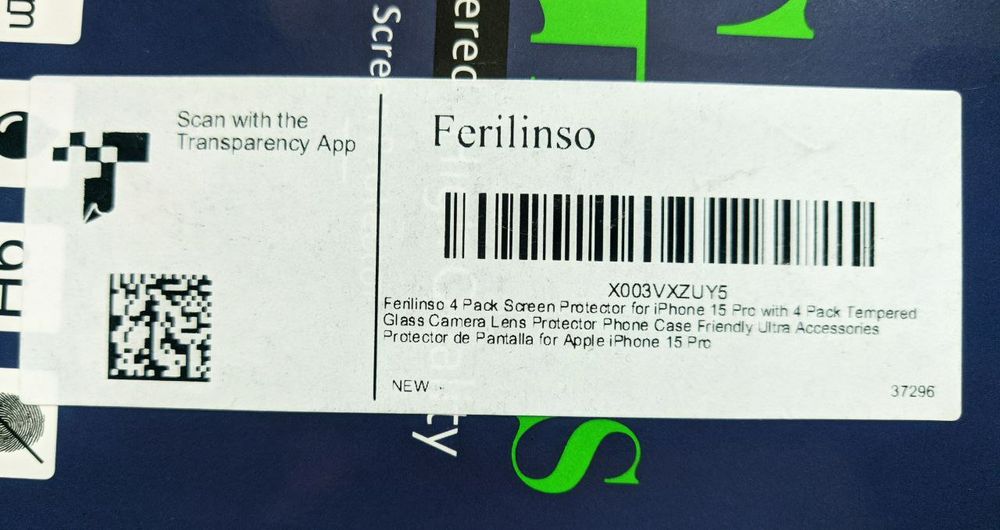 Scan with the
Transparency App
Ferilinso
X003VXZUY5
Ferilinso 4 Pack Screen Protector for iPhone 15 Pro with 4 Pack Tempered
Glass Camera Lens Protector Phone Case Friendly Ultra Accessories
Protector de Pantalla for Apple iPhone 15 Pro
NEW
37296
ered
Scre